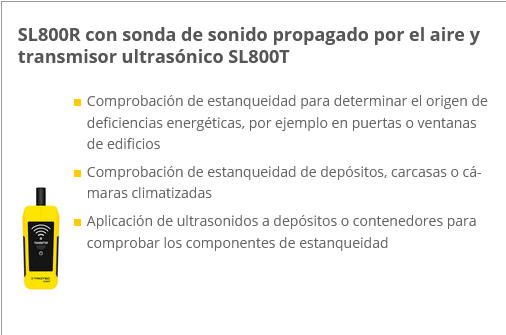 SL800R con sonda de sonido propagado por el aire y
transmisor ultrasónico SL800T
Comprobación de estanqueidad para determinar el origen de
deficiencias energéticas, por ejemplo en puertas o ventanas
de edificios
Comprobación de estanqueidad de depósitos, carcasas o cá-
maras climatizadas
Aplicación de ultrasonidos a depósitos o contenedores para
comprobar los componentes de estanqueidad